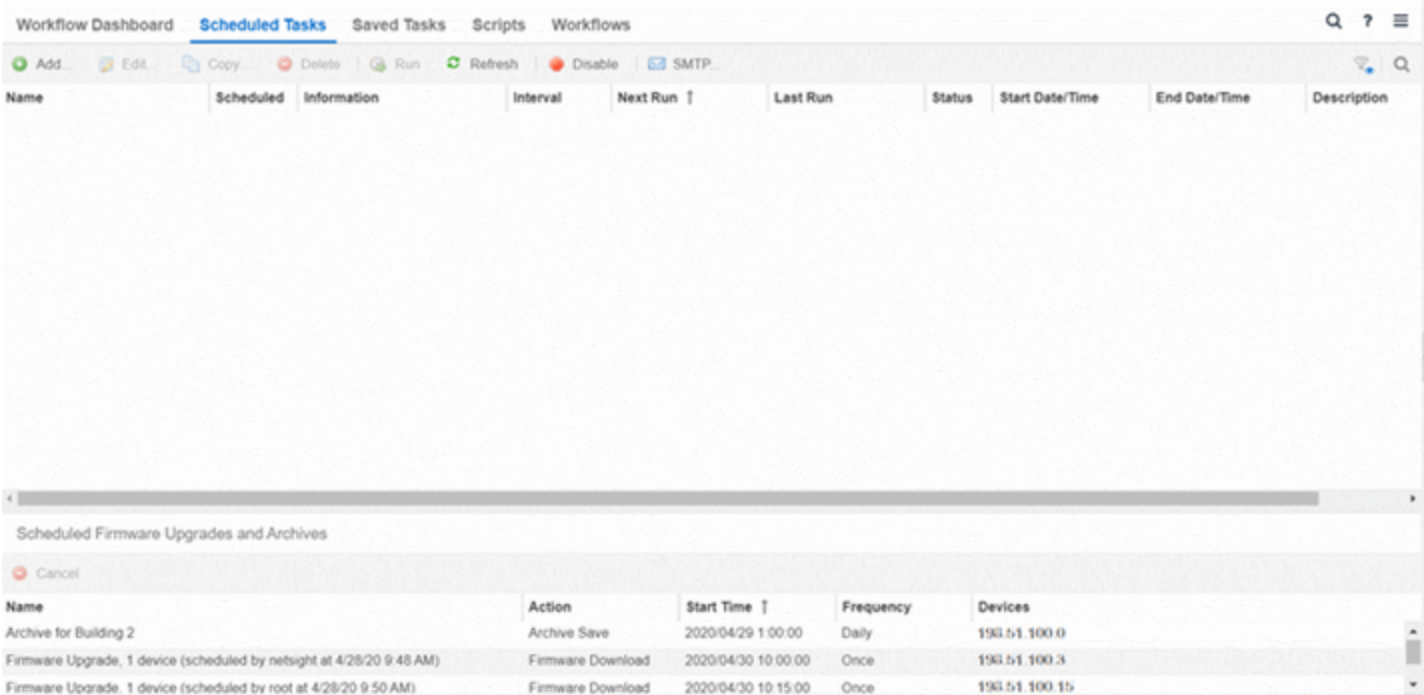 Workflow Dashboard Scheduled Tasks Saved Tasks Scripts Workflows ?
Add... Edit... Copy... Delete Run Refresh Disable SMTP...
Name Scheduled Information Interval Next Run ↑ Last Run Status Start Date/Time End Date/Time Description
Scheduled Firmware Upgrades and Archives
Cancel
Name Action Start Time ↑ Frequency Devices
Archive for Building 2 Archive Save 2020/04/29 1:00:00 Daily 198.51.100.0
Firmware Upgrade, 1 device (scheduled by netsight at 4/28/20 9:48 AM) Firmware Download 2020/04/30 10:00:00 Once 198.51.100.3
Firmware Upgrade, 1 device (scheduled by root at 4/28/20 9:50 AM) Firmware Download 2020/04/30 10:15:00 Once 198.51.100.15